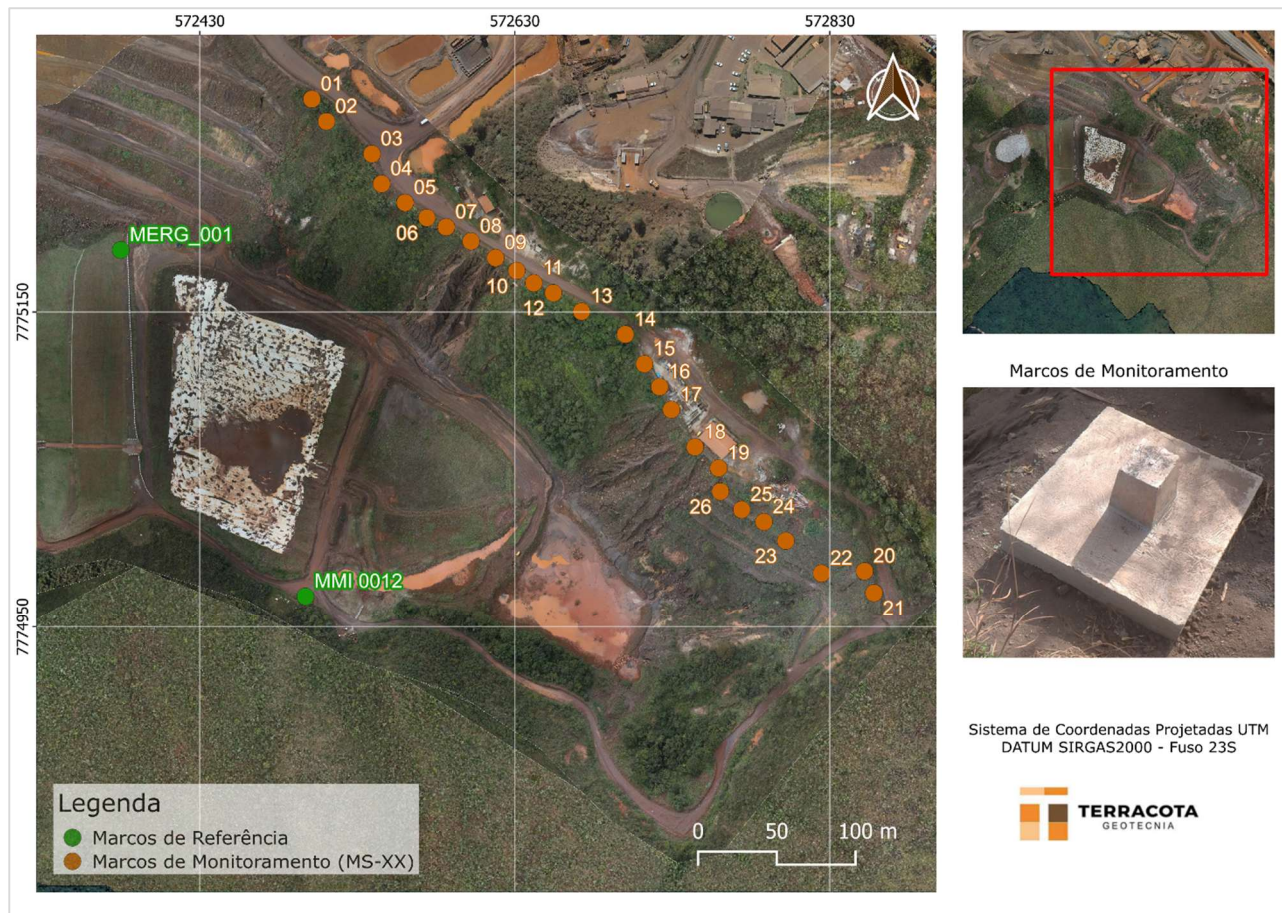 572430
572630
572830
01
02
03
04
05
06
07
08
09
10
11
12
13
14
15
16
17
18
19
26
25
24
23
22
20
21
MERG_001
MMI 0012
7775150
7774950
Legenda
Marcos de Referência
Marcos de Monitoramento (MS-XX)
0 50 100 m
Marcos de Monitoramento
Sistema de Coordenadas Projetadas UTM
DATUM SIRGAS2000 - Fuso 23S
TERRACOTA
GEOTECNIA